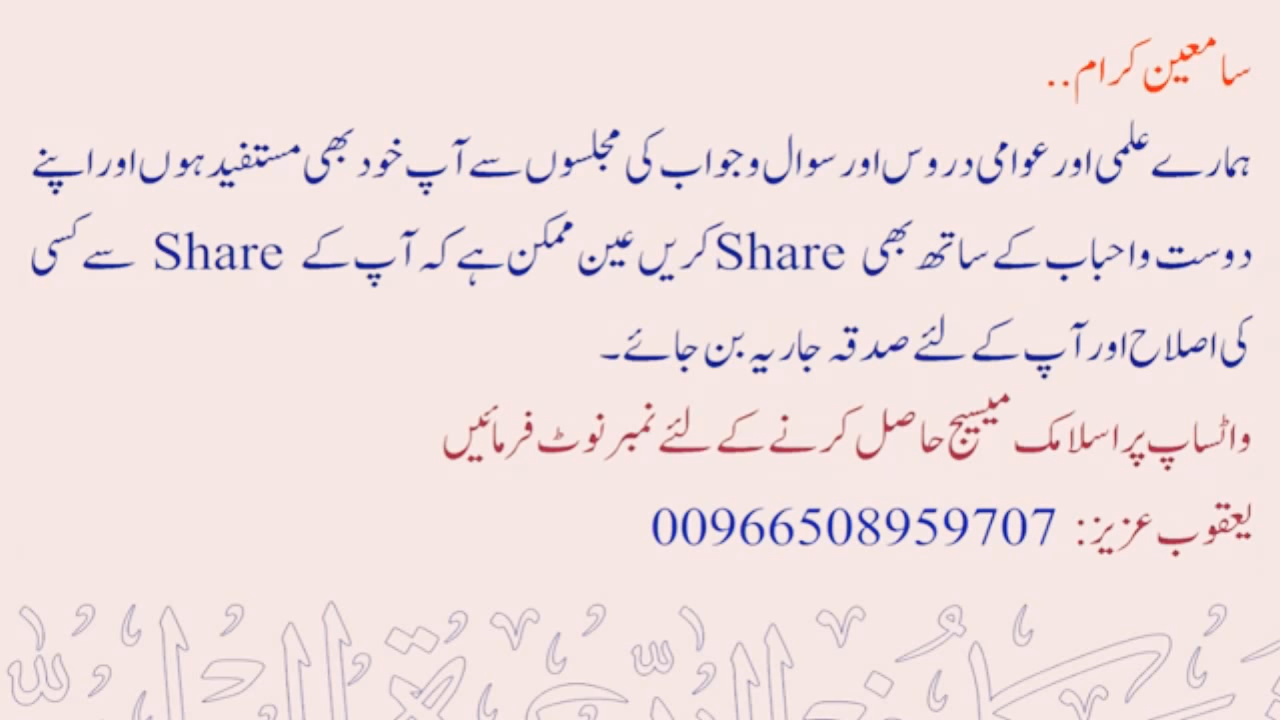 سامعین کرام..
ہمارے علمی اور عوامی دروس اور سوال و جواب کی مجلسوں سے آپ خود بھی مستفید ہوں اور اپنے
دوست و احباب کے ساتھ بھی Share کریں عین ممکن ہے کہ آپ کے Share سے کسی
کی اصلاح اور آپ کے لئے صدقہ جاریہ بن جائے۔
واٹساپ پر اسلامک میسیج حاصل کرنے کے لئے نمبر نوٹ فرمائیں
یعقوب عزیز: 00966508959707